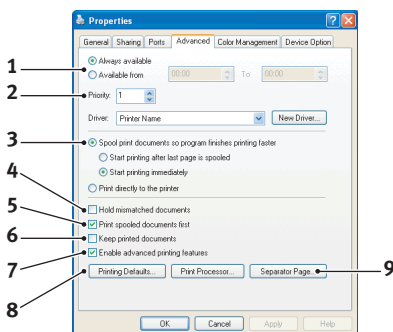 Properties
General Sharing Ports Advanced Color Management Device Option
1 Always available
Available from 00:00 To 00:00
2 Priority: 1
Driver: Printer Name New Driver...
3 Spool print documents so program finishes printing faster
Start printing after last page is spooled
Start printing immediately
Print directly to the printer
4 Hold mismatched documents
5 Print spooled documents first
6 Keep printed documents
7 Enable advanced printing features
8 Printing Defaults... Print Processor... Separator Page... 9
OK Cancel Apply Help